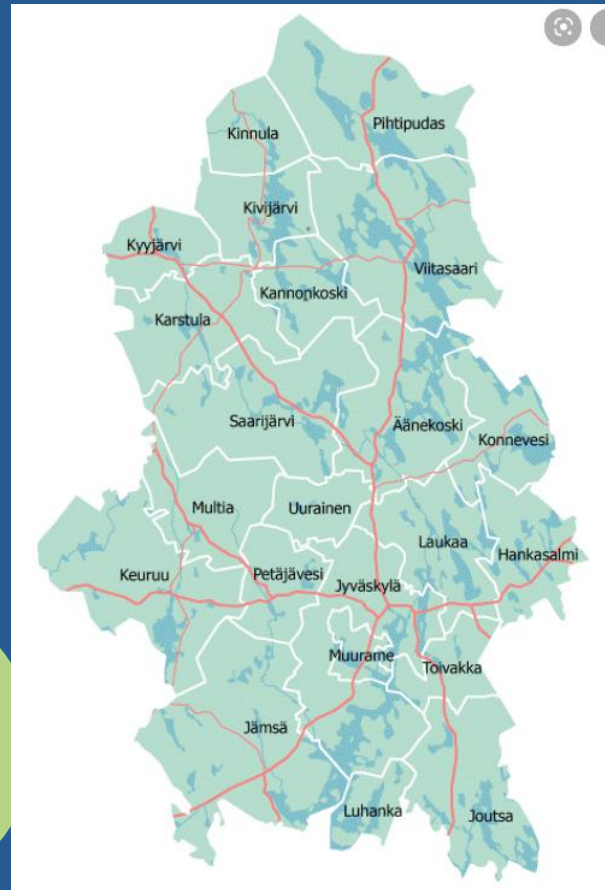 Pihtipudas
Kinnula
Kivijärvi
Kyyjärvi
Viitasaari
Kannonkoski
Karstula
Saarijärvi
Äänekoski
Konnevesi
Multia
Uurainen
Laukaa
Hankasalmi
Keuruu
Petäjävesi
Jyväskylä
Muurame
Toivakka
Jämsä
Luhanka
Joutsa